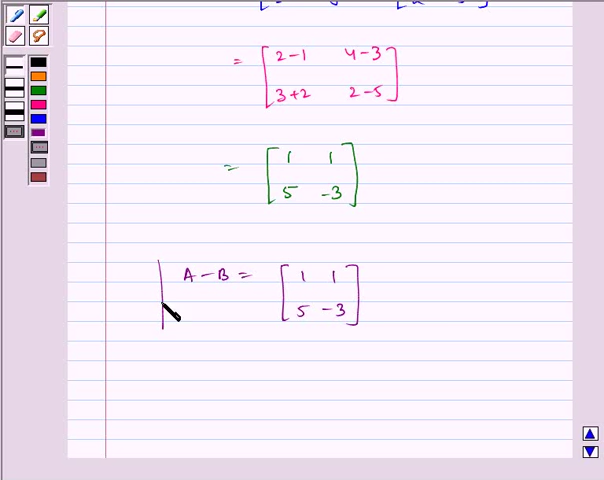 = [ 2-1 4-3
3+2 2-5 ]
= [ 1 1
5 -3 ]
A-B = [ 1 1
5 -3 ]